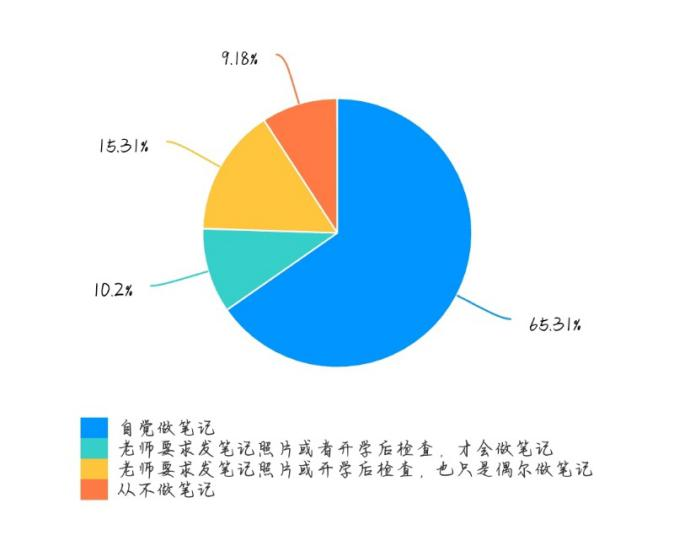 9.18%
15.31%
10.2%
65.31%
自觉做笔记
老师要求发笔记照片或者开学后检查，才会做笔记
老师要求发笔记照片或开学后检查，也只是偶尔做笔记
从不做笔记